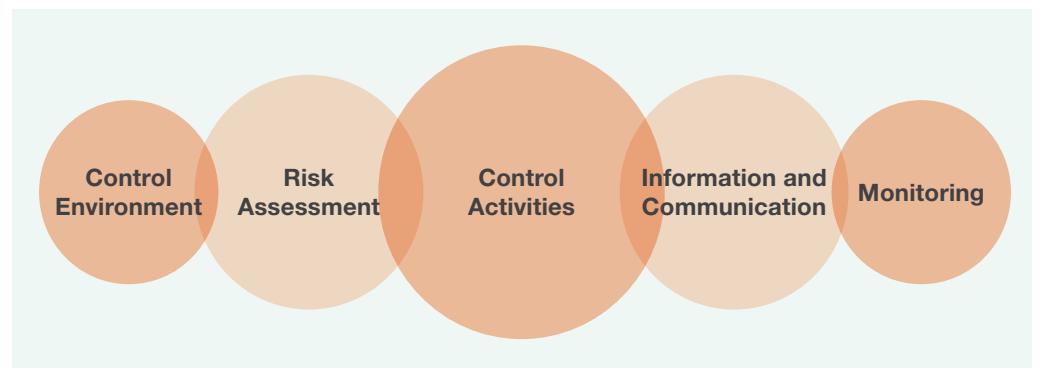 Control
Environment
Risk
Assessment
Control
Activities
Information and
Communication
Monitoring